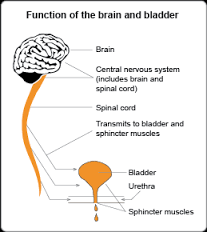 Function of the brain and bladder
Brain
Central nervous system
(includes brain and
spinal cord)
Spinal cord
Transmits to bladder and
sphincter muscles
Bladder
Urethra
Sphincter muscles